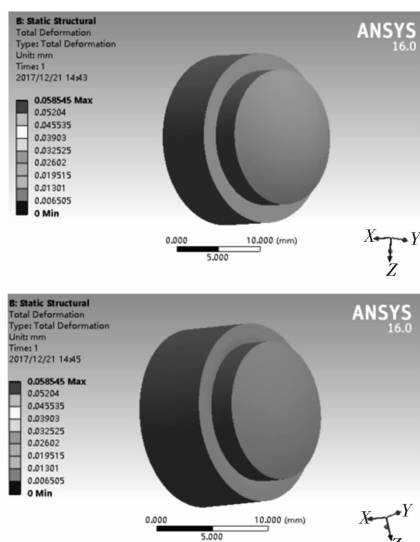 B: Static Structural
Total Deformation
Type: Total Deformation
Unit: mm
Time: 1
2017/12/21 14:43
ANSYS
16.0
0.058545 Max
0.05204
0.045535
0.03903
0.032525
0.02602
0.019515
0.01301
0.006505
0 Min
0.000 10.000 (mm)
5.000
X Y
Z
B: Static Structural
Total Deformation
Type: Total Deformation
Unit: mm
Time: 1
2017/12/21 14:45
ANSYS
16.0
0.058545 Max
0.05204
0.045535
0.03903
0.032525
0.02602
0.019515
0.01301
0.006505
0 Min
0.000 10.000 (mm)
5.000
X Y
Z